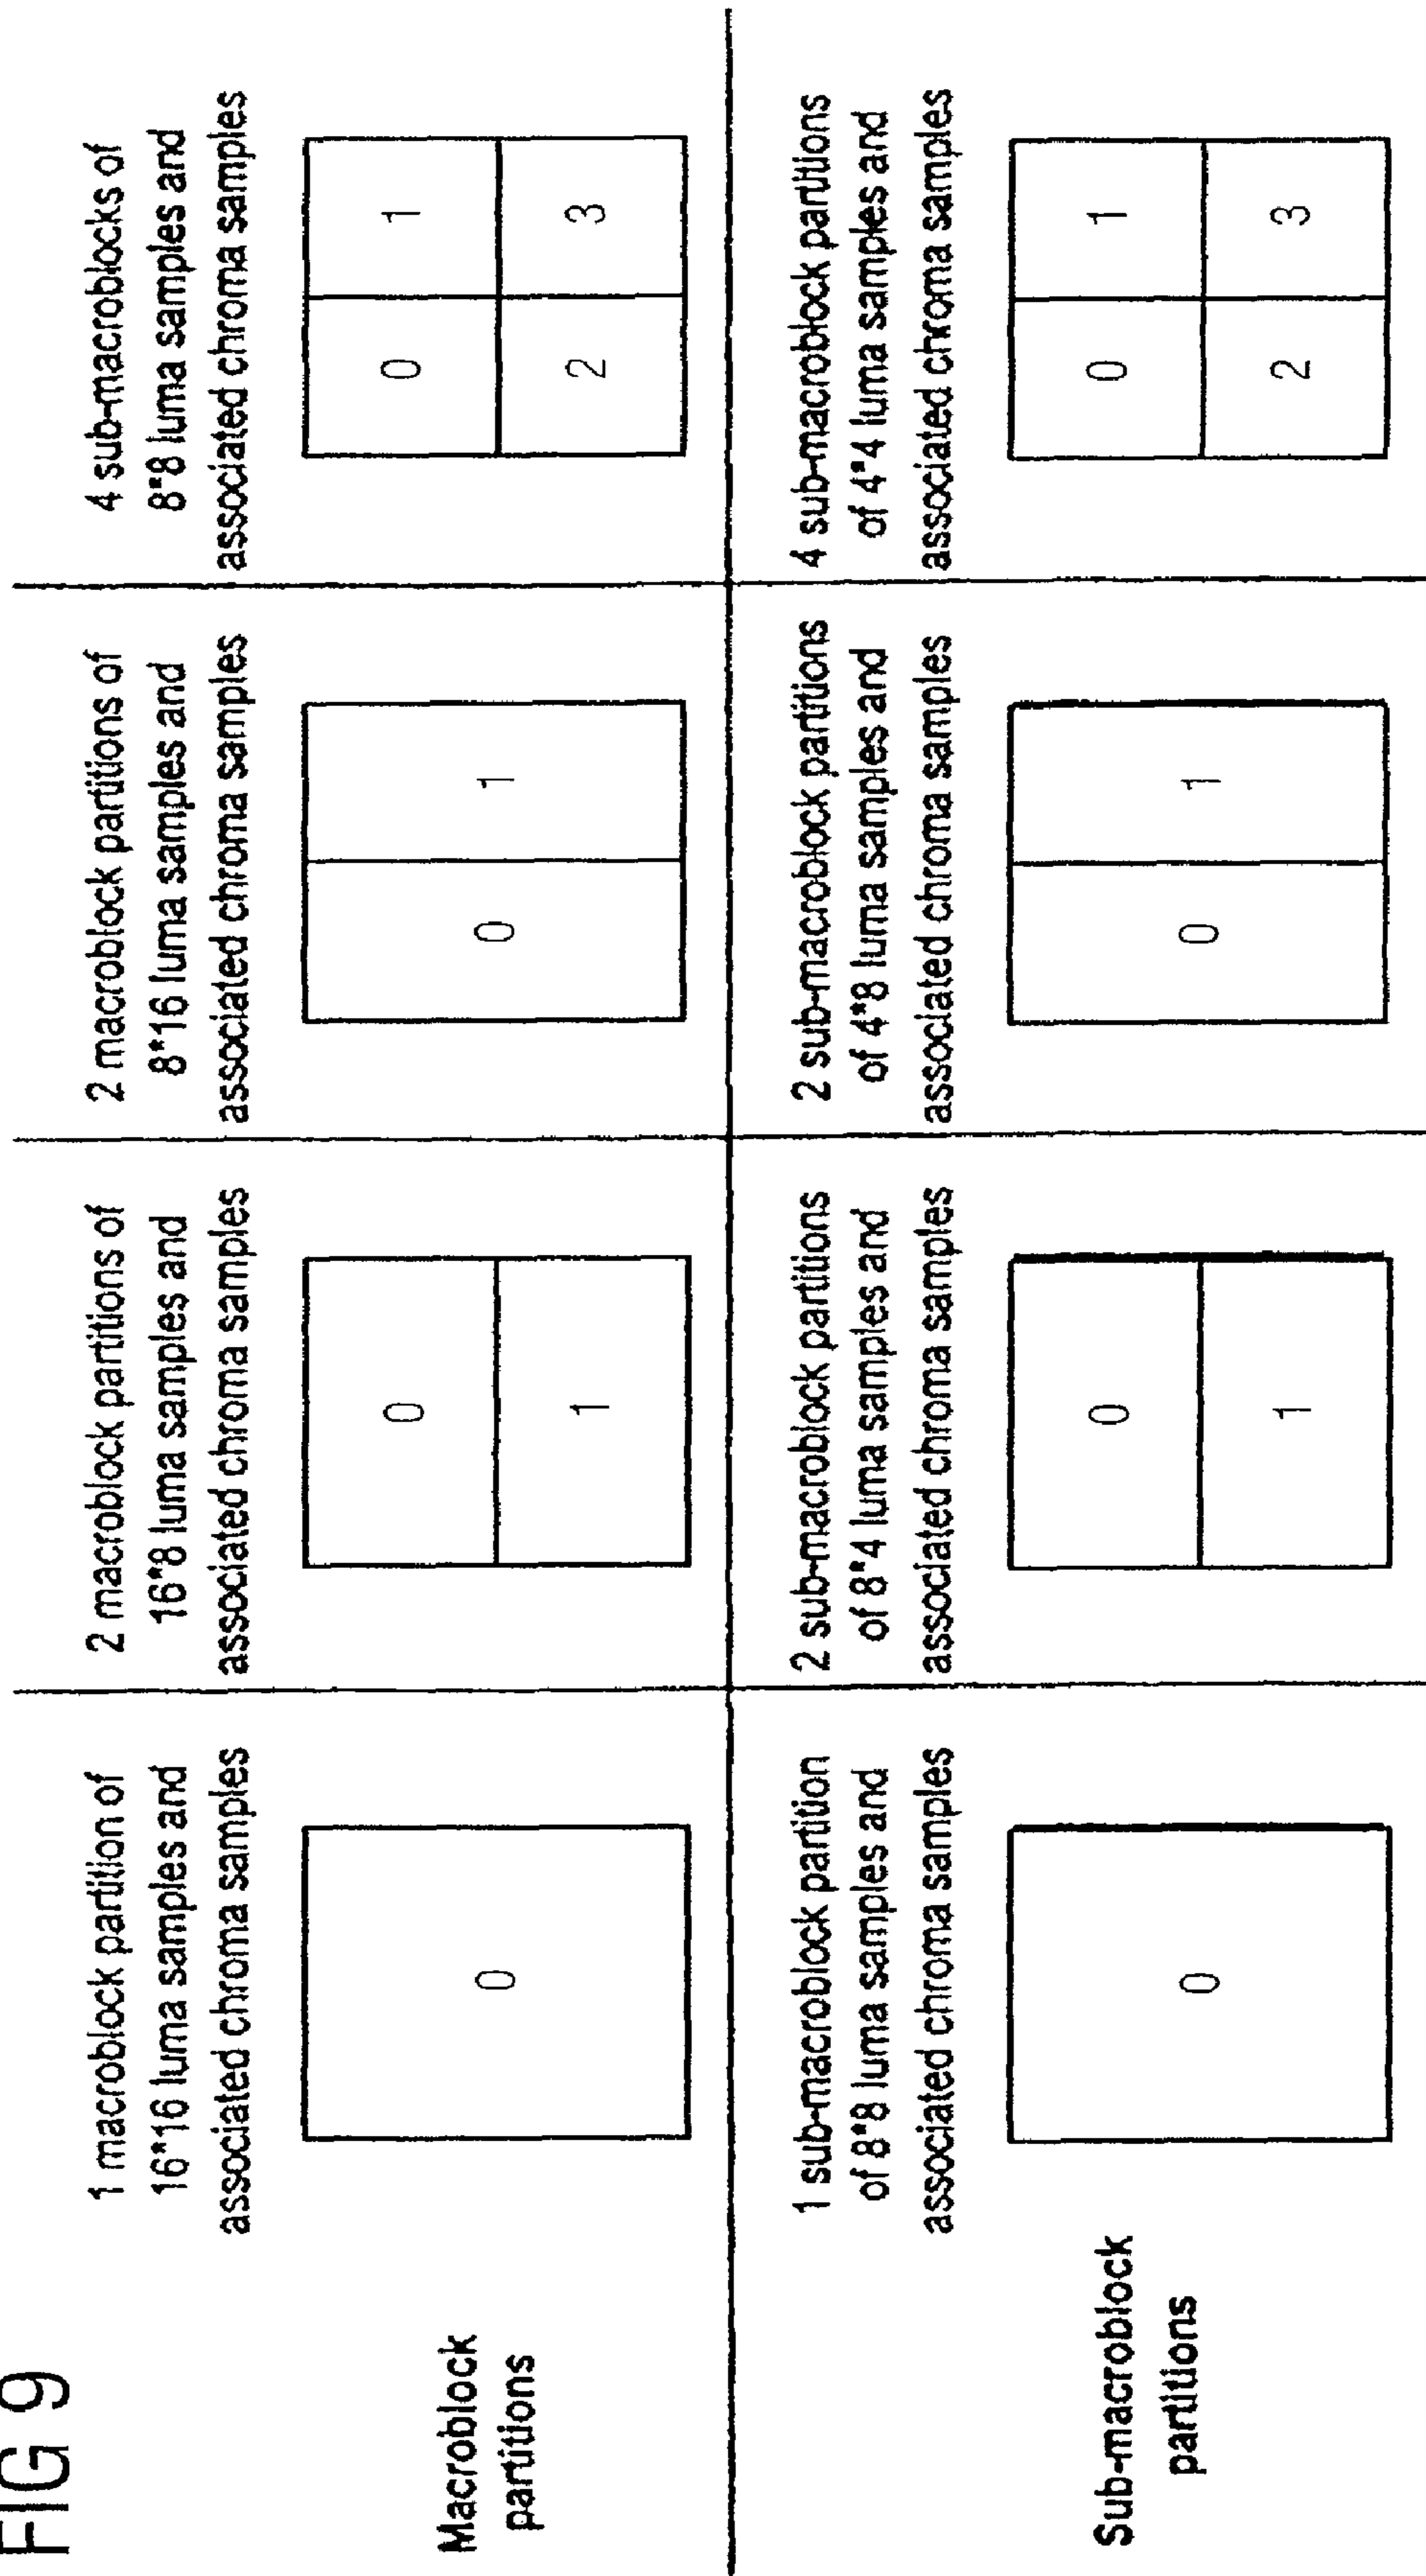 FIG 9
1 macroblock partition of
16*16 luma samples and
associated chroma samples
2 macroblock partitions of
16*8 luma samples and
associated chroma samples
2 macroblock partitions of
8*16 luma samples and
associated chroma samples
4 sub-macroblocks of
8*8 luma samples and
associated chroma samples
Macroblock
partitions
0
0
1
0
1
0
1
2
3
1 sub-macroblock partition
of 8*8 luma samples and
associated chroma samples
2 sub-macroblock partitions
of 8*4 luma samples and
associated chroma samples
2 sub-macroblock partitions
of 4*8 luma samples and
associated chroma samples
4 sub-macroblock partitions
of 4*4 luma samples and
associated chroma samples
Sub-macroblock
partitions
0
0
1
0
1
0
1
2
3